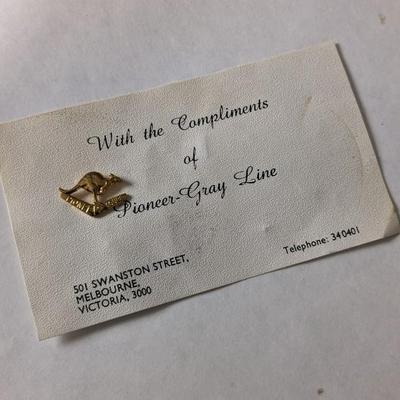 With the Compliments
of
Pioneer-Gray Line
501 SWANSTON STREET,
MELBOURNE,
VICTORIA, 3000
Telephone: 340401